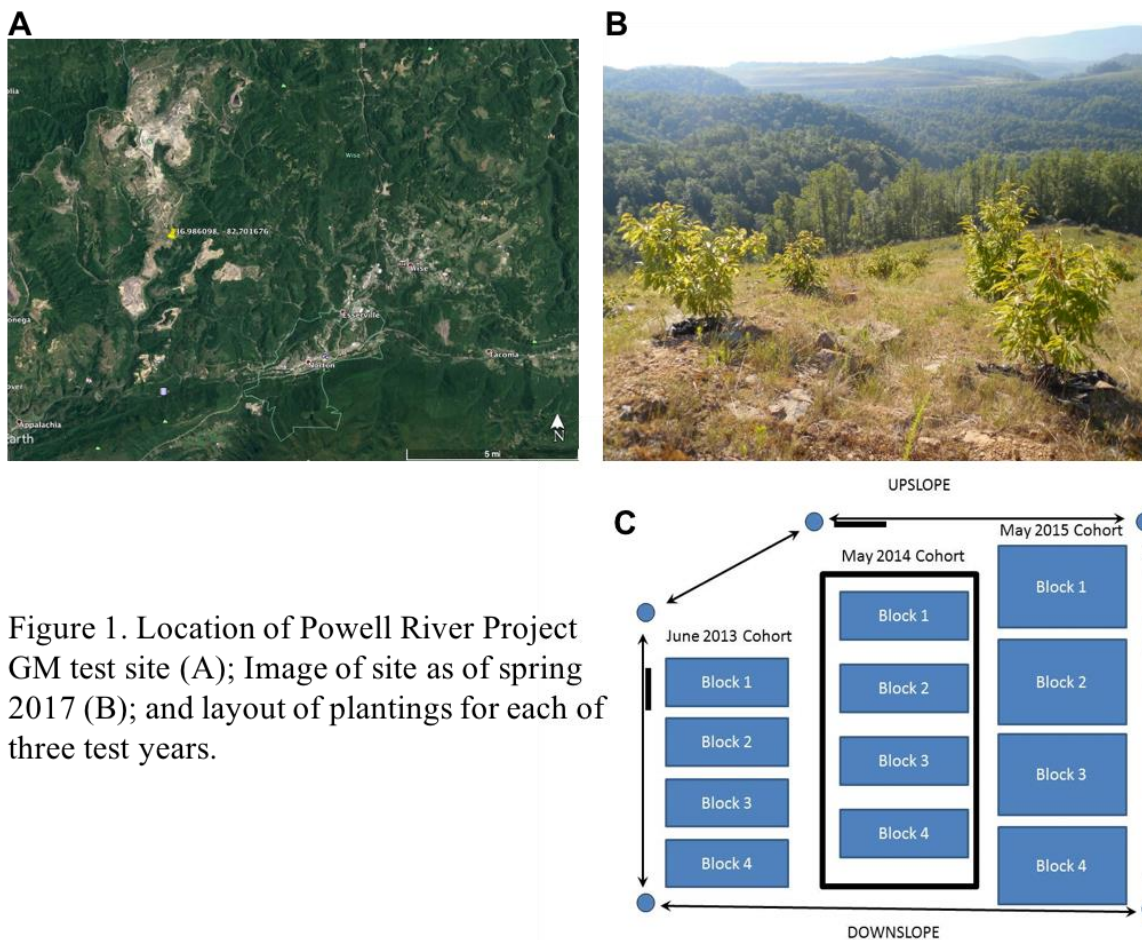 A
B
Wise
36.986098, -82.701676
Wise
Esserville
Norton
Tacoma
Appalachia
earth
N
5 mi
UPSLOPE
C
May 2015 Cohort
May 2014 Cohort
June 2013 Cohort
Block 1
Block 2
Block 3
Block 4
Block 1
Block 2
Block 3
Block 4
Block 1
Block 2
Block 3
Block 4
DOWNSLOPE
Figure 1. Location of Powell River Project
GM test site (A); Image of site as of spring
2017 (B); and layout of plantings for each of
three test years.